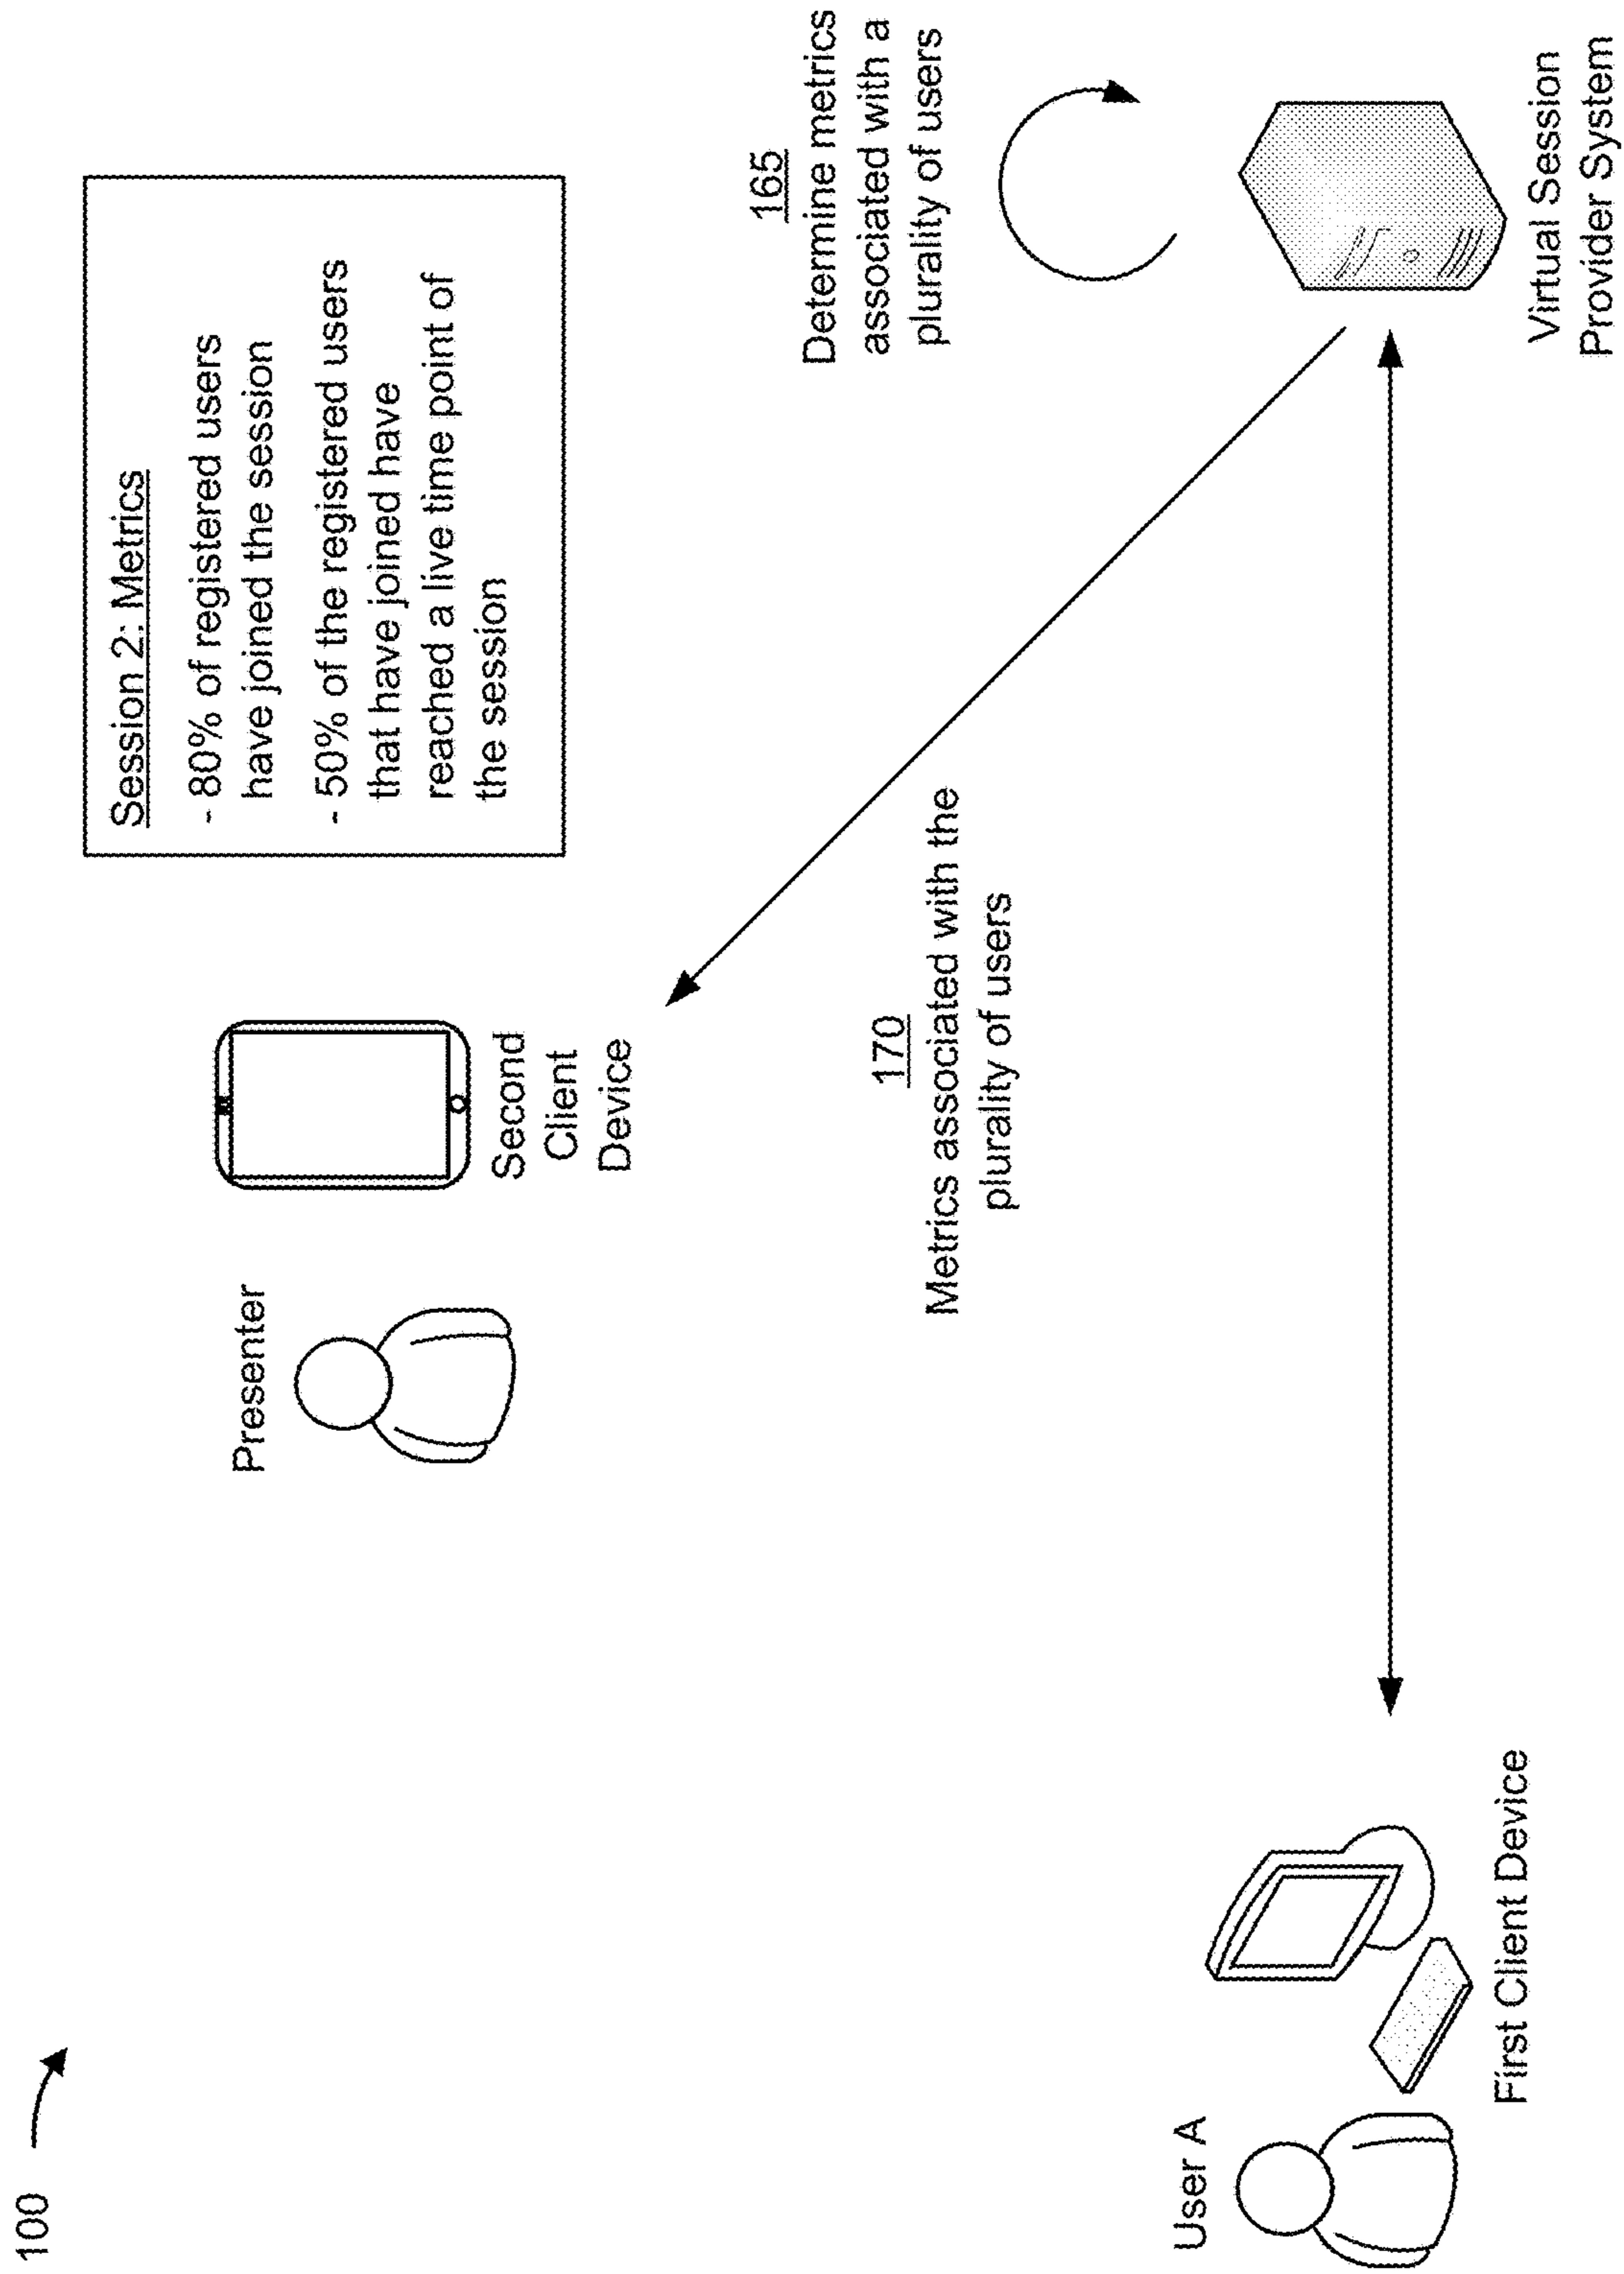 100
Presenter
Second
Client
Device
Session 2: Metrics
- 80% of registered users
have joined the session
- 50% of the registered users
that have joined have
reached a live time point of
the session
170
Metrics associated with the
plurality of users
165
Determine metrics
associated with a
plurality of users
User A
First Client Device
Virtual Session
Provider System